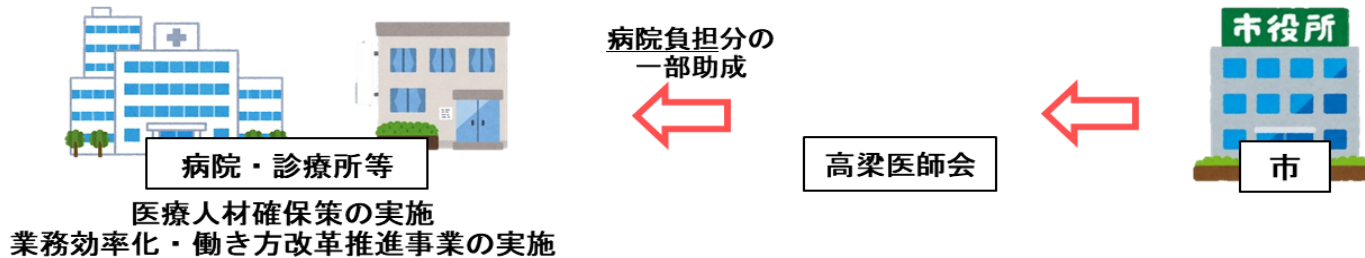 市役所
病院負担分の
一部助成
病院・診療所等
高梁医師会
市
医療人材確保策の実施
業務効率化・働き方改革推進事業の実施